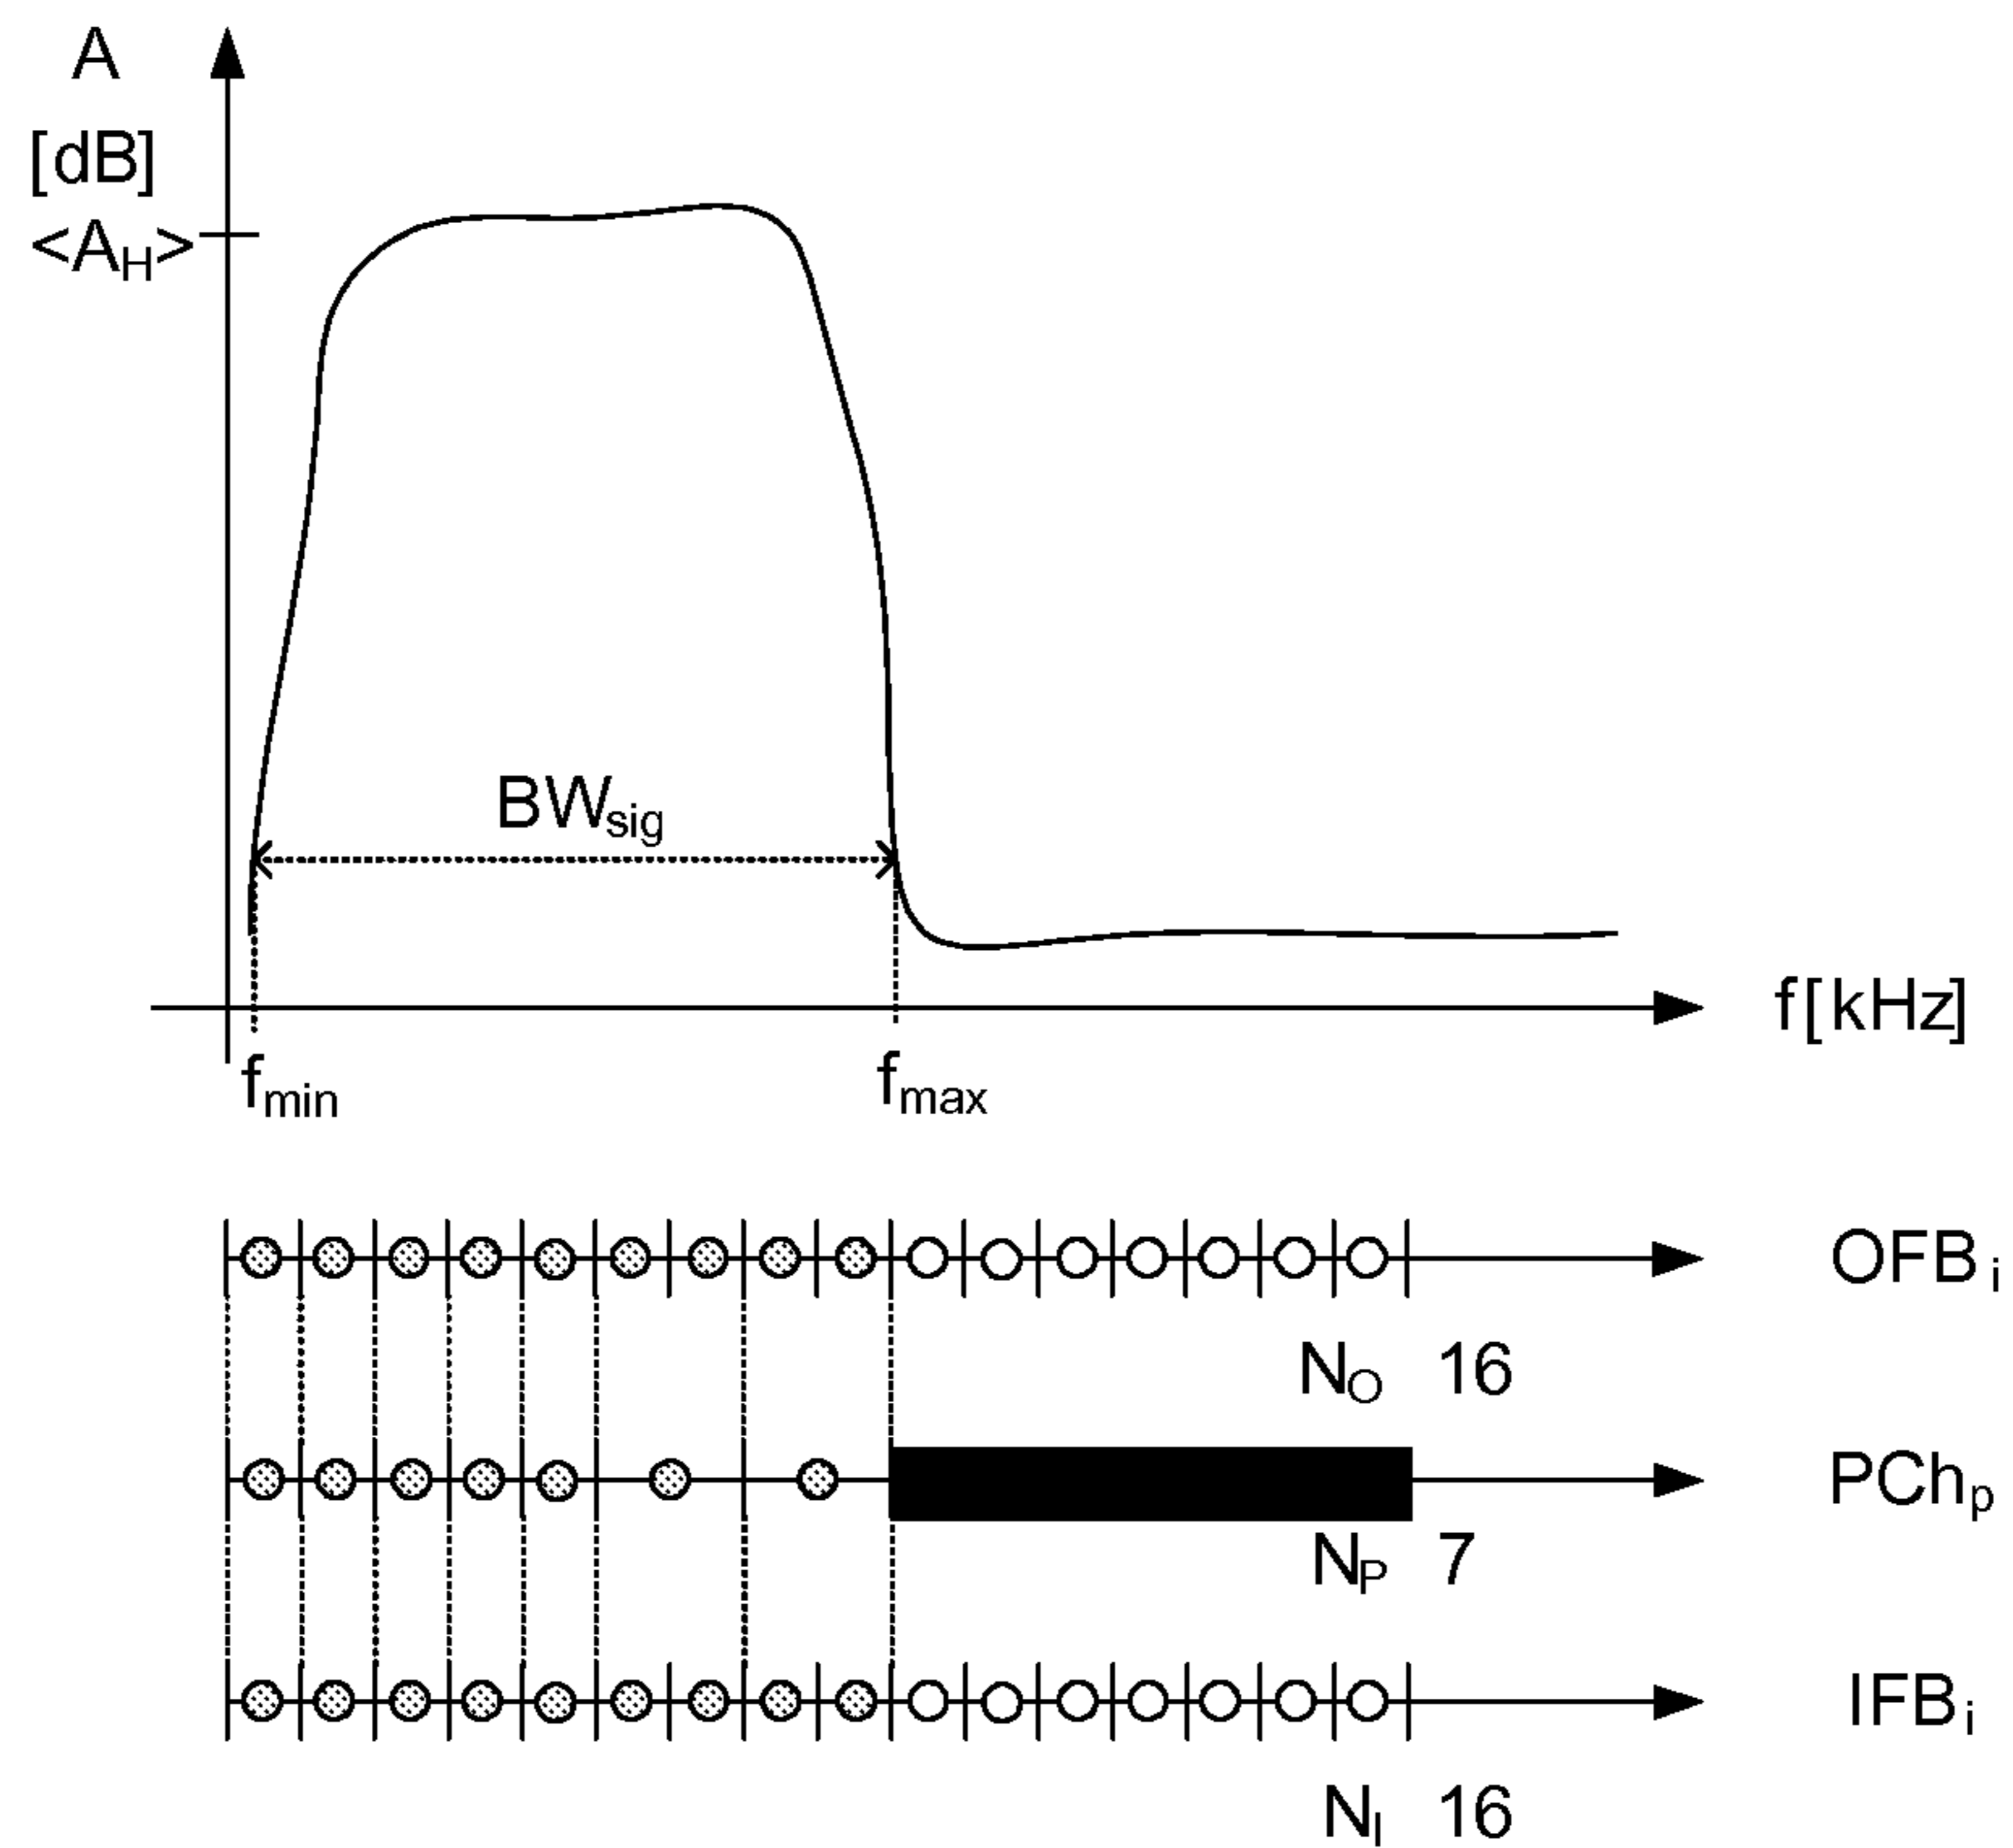 A
[dB]
<A_H>
BW_sig
f[kHz]
f_min
f_max
OFB_i
N_O 16
PCh_p
N_P 7
IFB_i
N_I 16